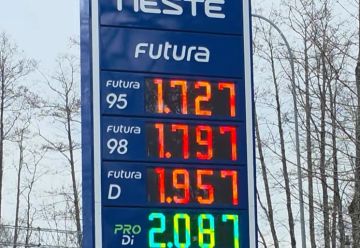 NESTE
Futura
Futura 95 1.727
Futura 98 1.797
Futura D 1.957
PRO Di 2.087